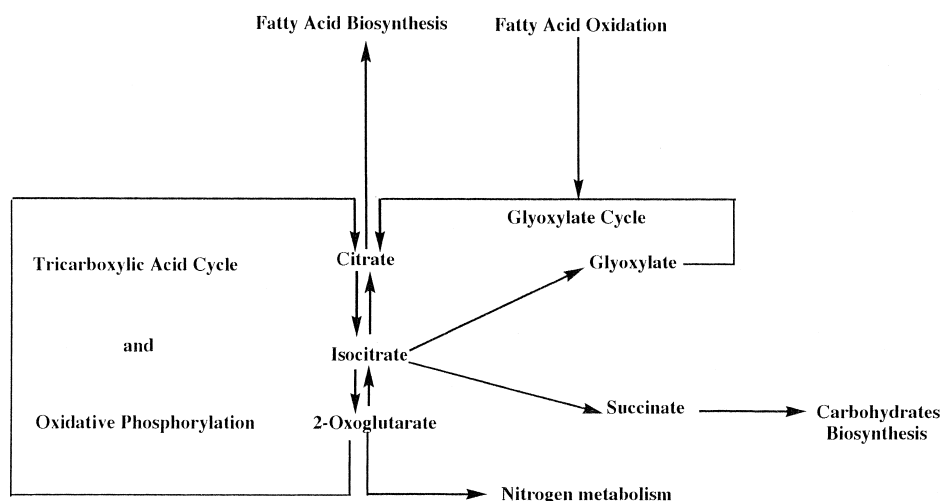 Fatty Acid Biosynthesis
Fatty Acid Oxidation
Glyoxylate Cycle
Tricarboxylic Acid Cycle
Citrate
Glyoxylate
and
Isocitrate
Oxidative Phosphorylation
2-Oxoglutarate
Succinate
Carbohydrates
Biosynthesis
Nitrogen metabolism